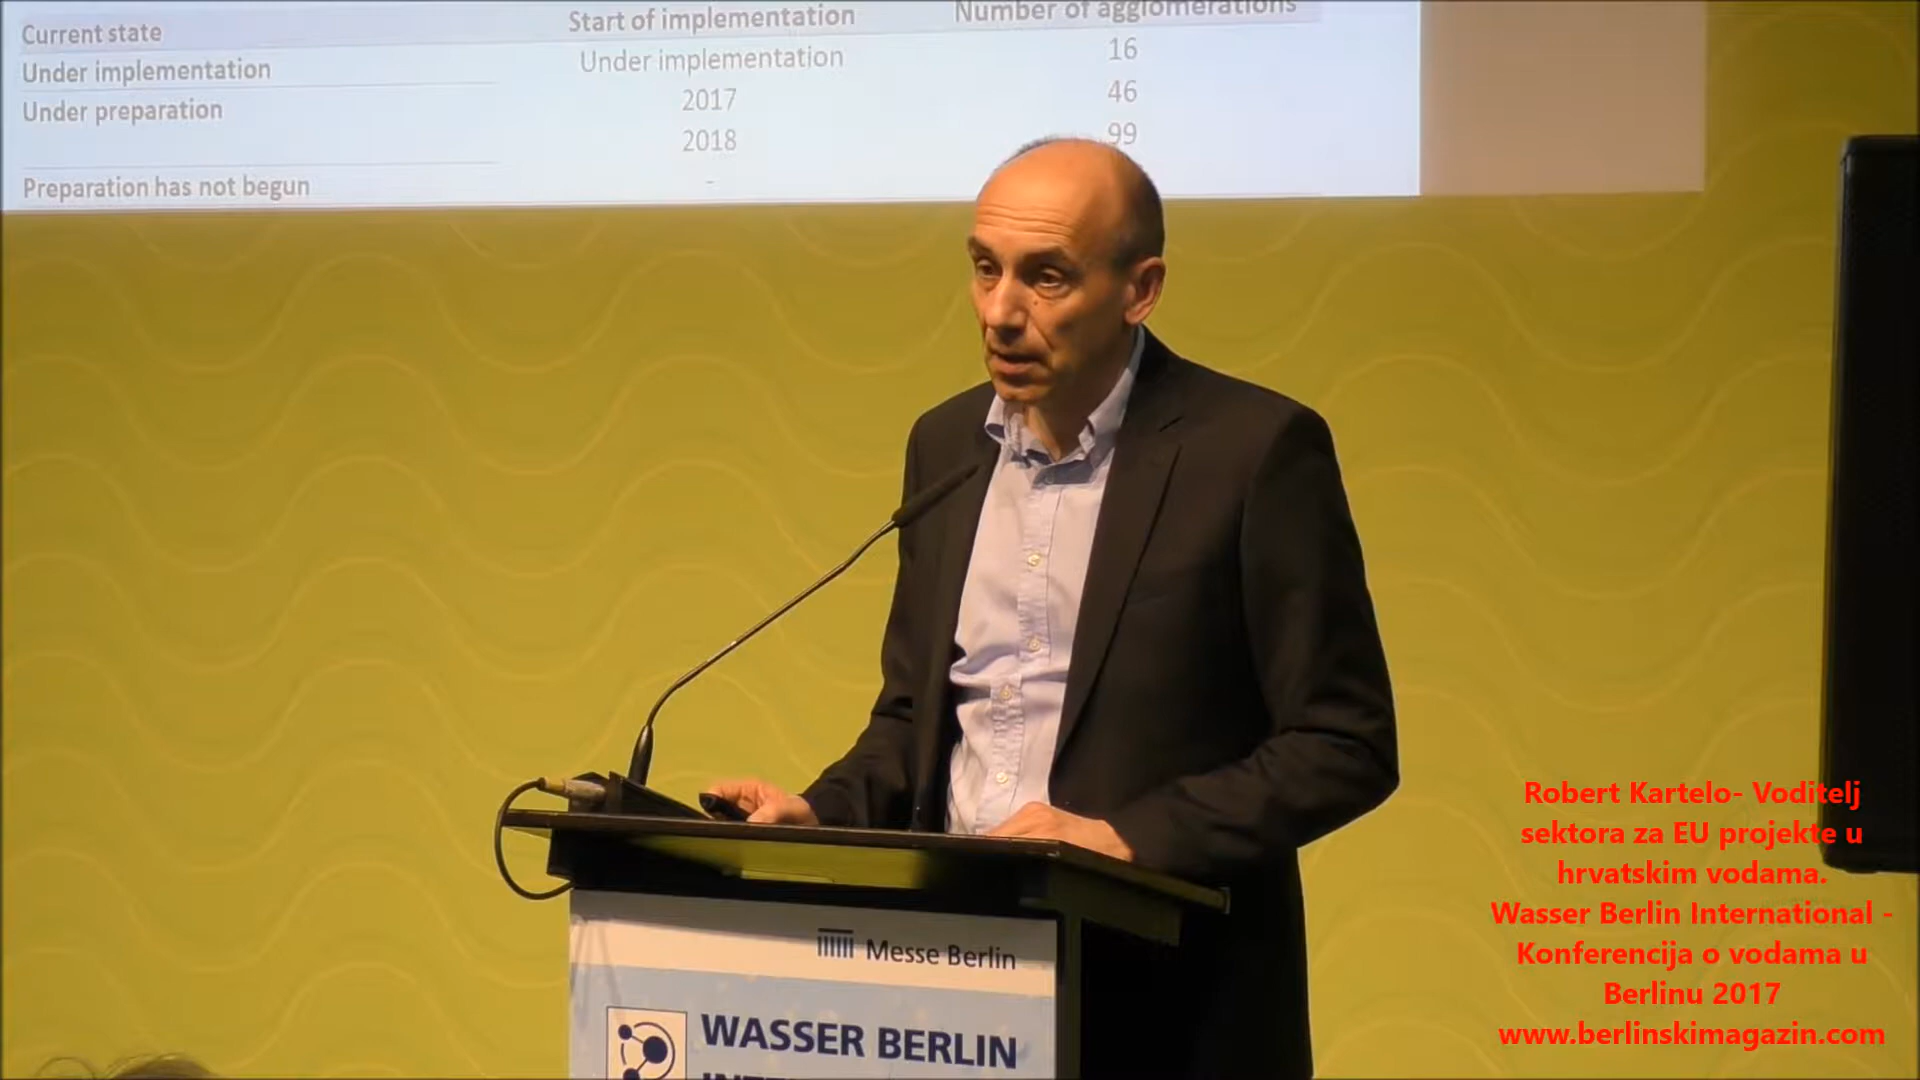 Current state Start of implementation Number of agglomerations
Under implementation Under implementation 16
Under preparation 2017 46
2018 99
Preparation has not begun -
Messe Berlin
WASSER BERLIN
Robert Kartelo- Voditelj
sektora za EU projekte u
hrvatskim vodama.
Wasser Berlin International -
Konferencija o vodama u
Berlinu 2017
www.berlinskimagazin.com